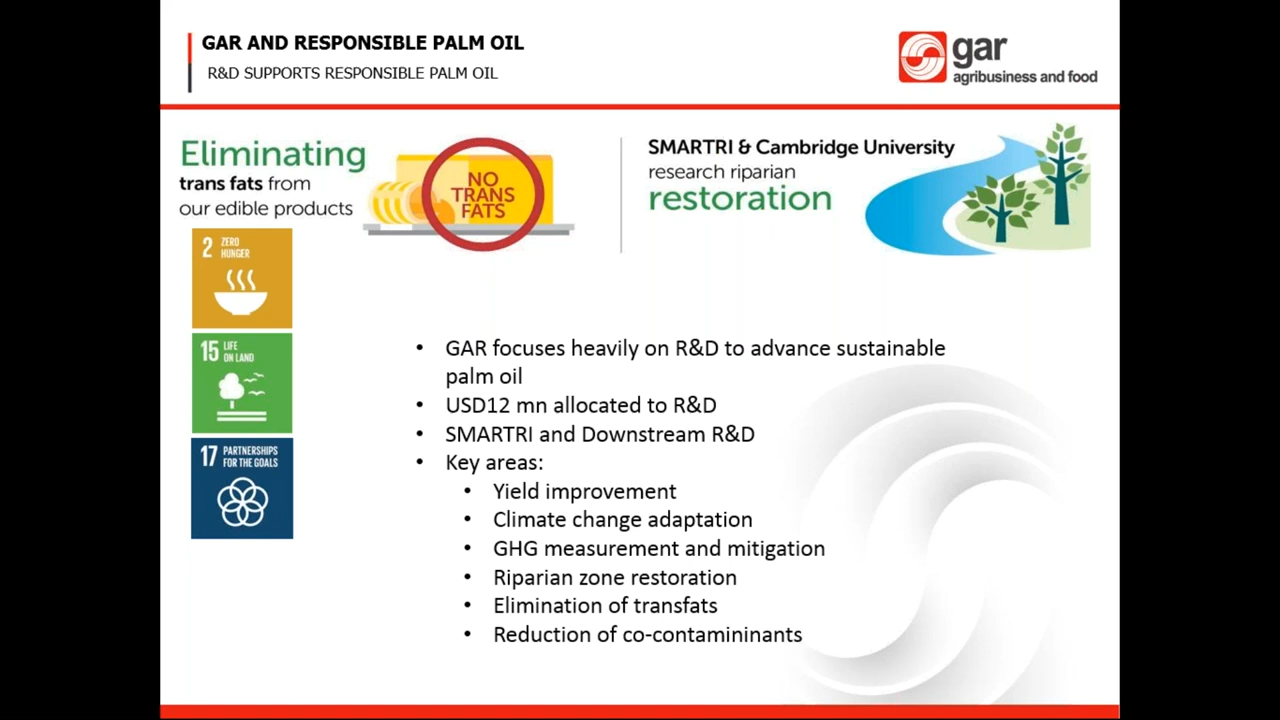 GAR AND RESPONSIBLE PALM OIL
R&D SUPPORTS RESPONSIBLE PALM OIL
gar
agribusiness and food
Eliminating
trans fats from
our edible products
NO
TRANS
FATS
SMARTRI & Cambridge University
research riparian
restoration
2 ZERO
HUNGER
15 LIFE
ON LAND
17 PARTNERSHIPS
FOR THE GOALS
• GAR focuses heavily on R&D to advance sustainable
palm oil
• USD12 mn allocated to R&D
• SMARTRI and Downstream R&D
• Key areas:
• Yield improvement
• Climate change adaptation
• GHG measurement and mitigation
• Riparian zone restoration
• Elimination of transfats
• Reduction of co-contamininants